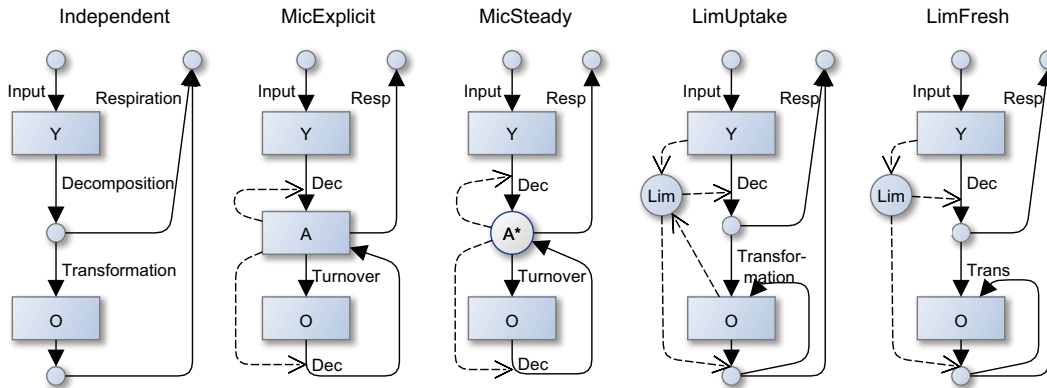 Independent
Input
Respiration
Y
Decomposition
Transformation
O
MicExplicit
Input
Resp
Y
Dec
A
Turnover
O
Dec
MicSteady
Input
Resp
Y
Dec
A*
Turnover
O
Dec
LimUptake
Input
Resp
Y
Dec
Lim
Transfor-
mation
O
LimFresh
Input
Resp
Y
Dec
Lim
Trans
O